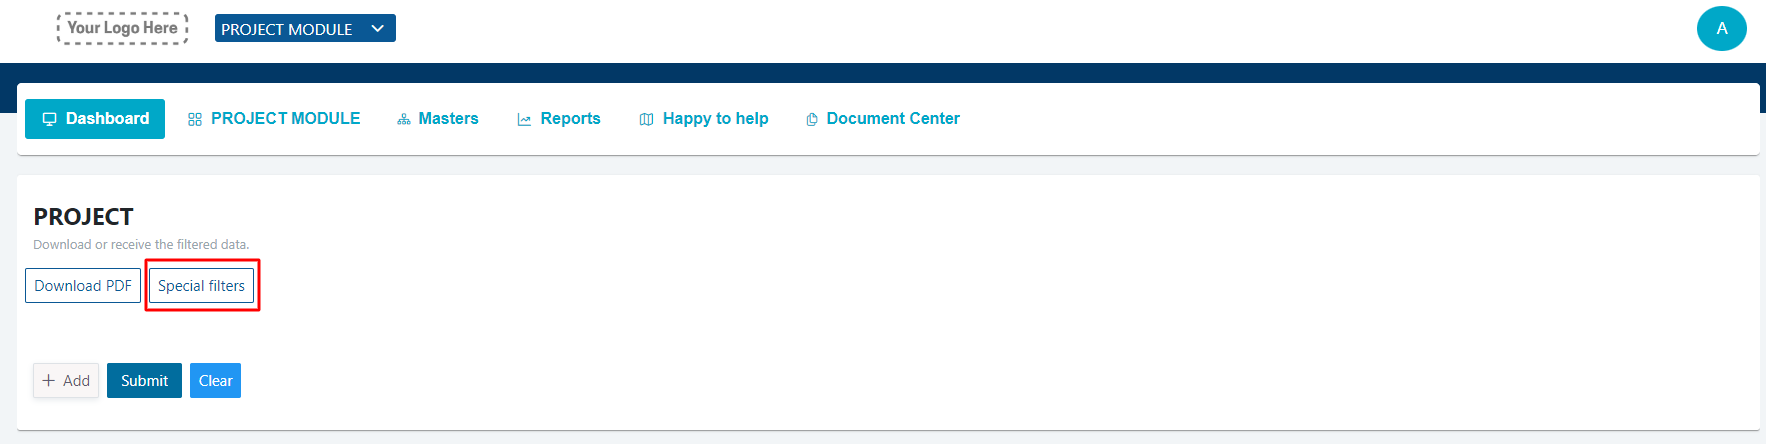 Your Logo Here
PROJECT MODULE
A
Dashboard
PROJECT MODULE
Masters
Reports
Happy to help
Document Center
PROJECT
Download or receive the filtered data.
Download PDF
Special filters
Add
Submit
Clear